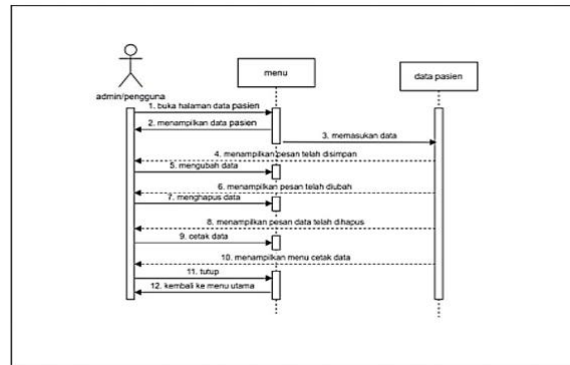 menu
data pasien
admin/pengguna
1. buka halaman data pasien
2. menampilkan data pasien
3. memasukan data
4. menampilkan pesan telah disimpan
5. mengubah data
6. menampilkan pesan telah diubah
7. menghapus data
8. menampilkan pesan data telah dihapus
9. cetak data
10. menampilkan menu cetak data
11. tutup
12. kembali ke menu utama